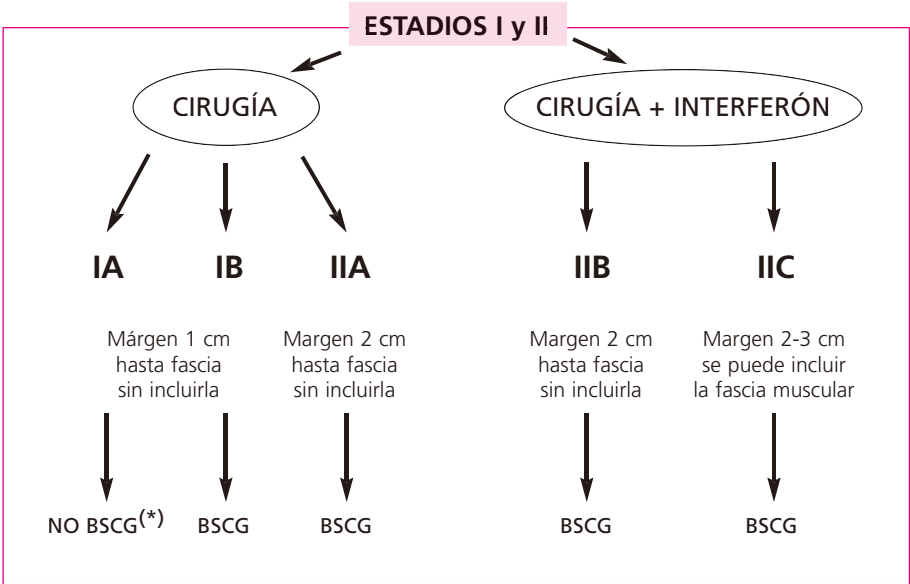 ESTADIOS I y II
CIRUGÍA
CIRUGÍA + INTERFERÓN
IA
IB
IIA
IIB
IIC
Márgen 1 cm
hasta fascia
sin incluirla
Margen 2 cm
hasta fascia
sin incluirla
Margen 2 cm
hasta fascia
sin incluirla
Margen 2-3 cm
se puede incluir
la fascia muscular
NO BSCG(*)
BSCG
BSCG
BSCG
BSCG